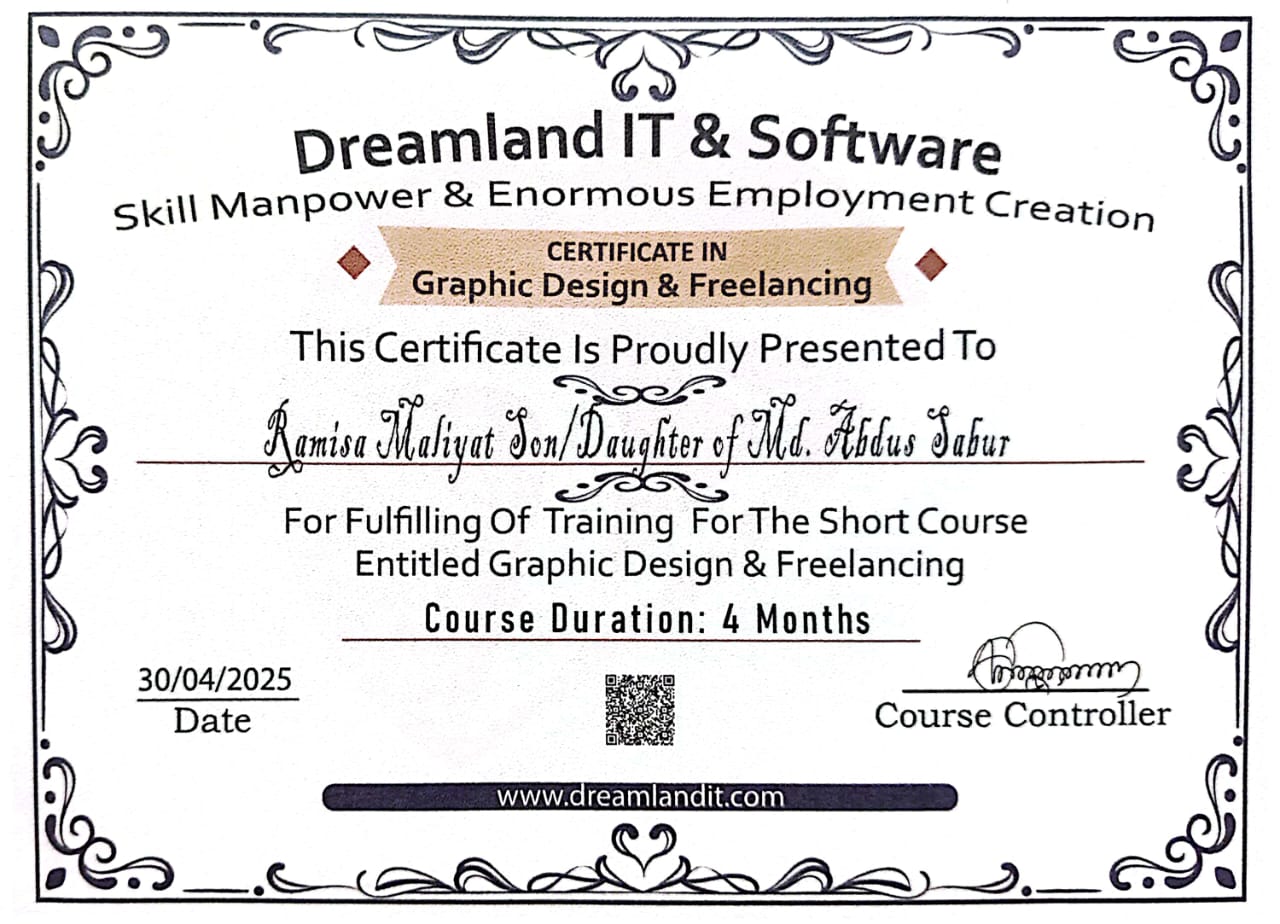 Dreamland IT & Software
Skill Manpower & Enormous Employment Creation
CERTIFICATE IN
Graphic Design & Freelancing
This Certificate Is Proudly Presented To
Ramisa Maliyat Son/Daughter of Md. Abdus Sabur
For Fulfilling Of Training For The Short Course
Entitled Graphic Design & Freelancing
Course Duration: 4 Months
30/04/2025
Date
Course Controller
www.dreamlandit.com